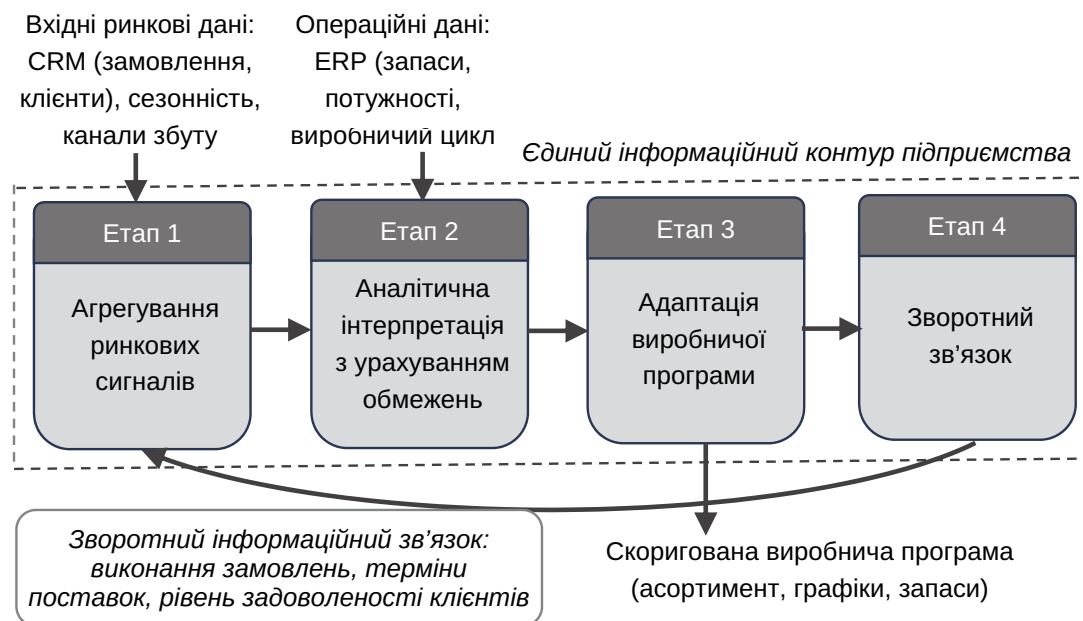 Вхідні ринкові дані:
CRM (замовлення,
клієнти), сезонність,
канали збуту
Операційні дані:
ERP (запаси,
потужності,
виробничий цикл
Єдиний інформаційний контур підприємства
Етап 1
Агрегування
ринкових
сигналів
Етап 2
Аналітична
інтерпретація
з урахуванням
обмежень
Етап 3
Адаптація
виробничої
програми
Етап 4
Зворотний
зв’язок
Зворотний інформаційний зв’язок:
виконання замовлень, терміни
поставок, рівень задоволеності клієнтів
Скоригована виробнича програма
(асортимент, графіки, запаси)